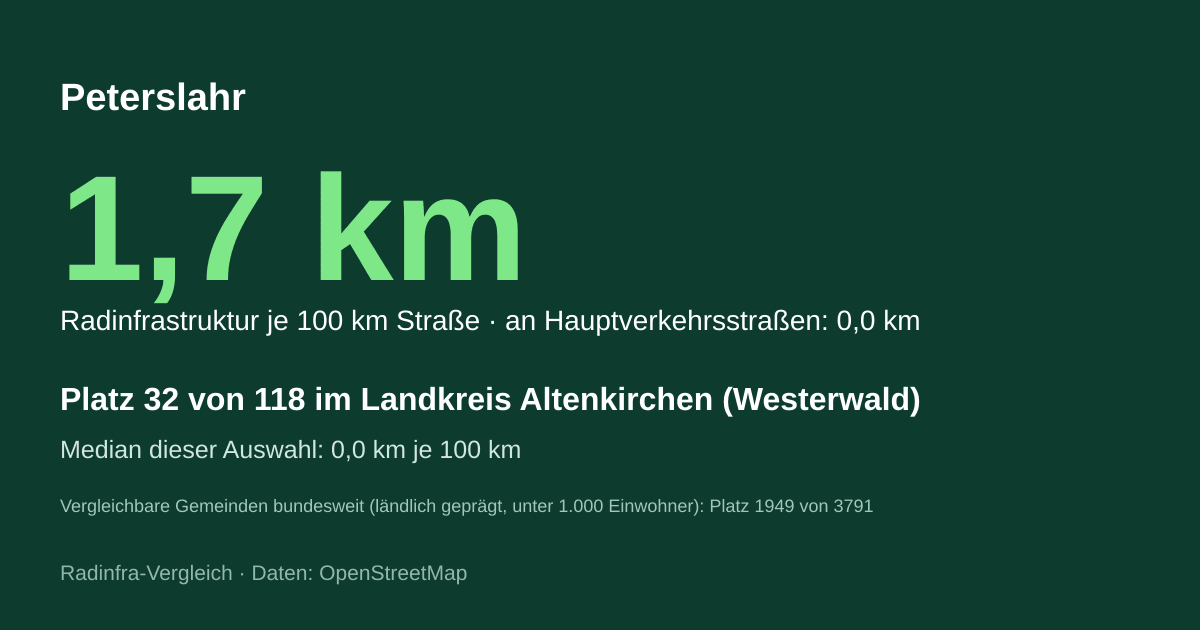 Peterslahr
1,7 km
Radinfrastruktur je 100 km Straße · an Hauptverkehrsstraßen: 0,0 km
Platz 32 von 118 im Landkreis Altenkirchen (Westerwald)
Median dieser Auswahl: 0,0 km je 100 km
Vergleichbare Gemeinden bundesweit (ländlich geprägt, unter 1.000 Einwohner): Platz 1949 von 3791
Radinfra-Vergleich · Daten: OpenStreetMap